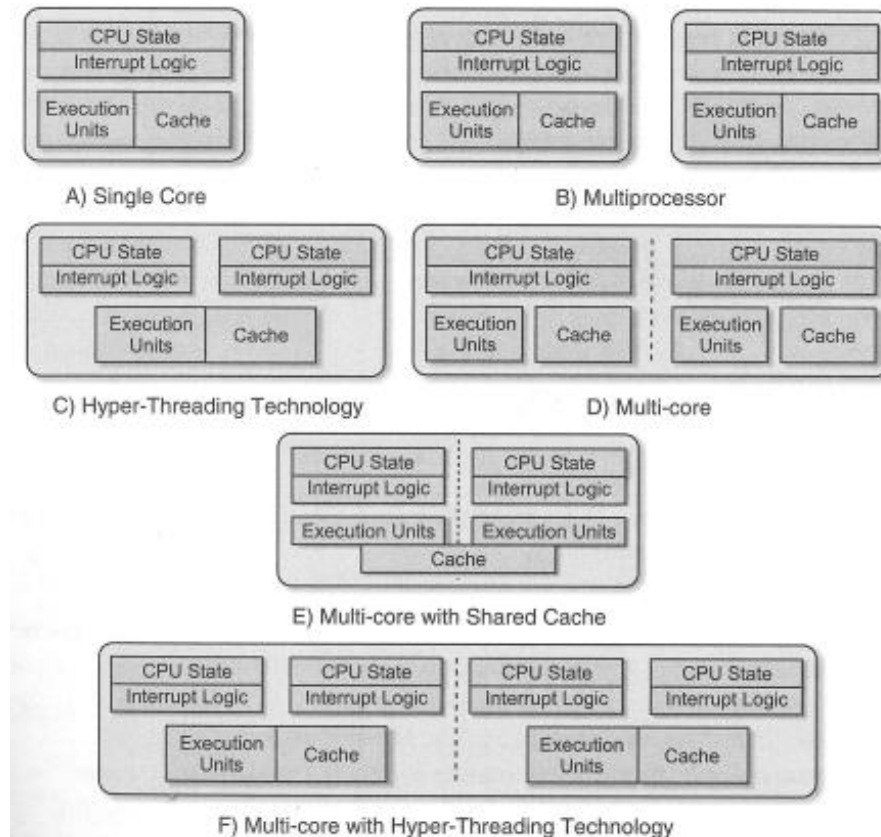 CPU State
Interrupt Logic
Execution Units
Cache
A) Single Core
CPU State
Interrupt Logic
Execution Units
Cache
CPU State
Interrupt Logic
Execution Units
Cache
B) Multiprocessor
CPU State
Interrupt Logic
CPU State
Interrupt Logic
Execution Units
Cache
C) Hyper-Threading Technology
CPU State
Interrupt Logic
Execution Units
Cache
CPU State
Interrupt Logic
Execution Units
Cache
D) Multi-core
CPU State
Interrupt Logic
Execution Units
CPU State
Interrupt Logic
Execution Units
Cache
E) Multi-core with Shared Cache
CPU State
Interrupt Logic
CPU State
Interrupt Logic
Execution Units
Cache
CPU State
Interrupt Logic
CPU State
Interrupt Logic
Execution Units
Cache
F) Multi-core with Hyper-Threading Technology